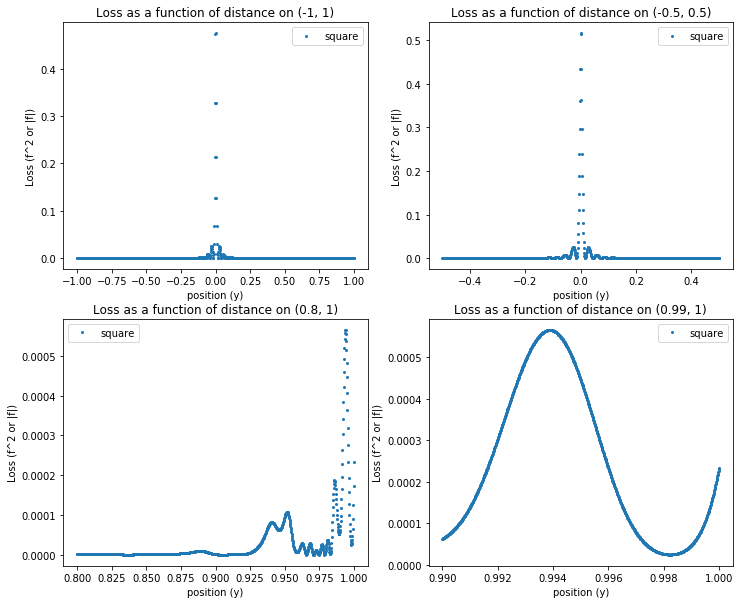 Loss as a function of distance on (-1, 1)
square
Loss (f^2 or |f|)
0.4
0.3
0.2
0.1
0.0
−1.00 −0.75 −0.50 −0.25 0.00 0.25 0.50 0.75 1.00
position (y)
Loss as a function of distance on (-0.5, 0.5)
square
Loss (f^2 or |f|)
0.5
0.4
0.3
0.2
0.1
0.0
−0.4 −0.2 0.0 0.2 0.4
position (y)
Loss as a function of distance on (0.8, 1)
square
Loss (f^2 or |f|)
0.0005
0.0004
0.0003
0.0002
0.0001
0.0000
0.800 0.825 0.850 0.875 0.900 0.925 0.950 0.975 1.000
position (y)
Loss as a function of distance on (0.99, 1)
square
Loss (f^2 or |f|)
0.0005
0.0004
0.0003
0.0002
0.0001
0.0000
0.990 0.992 0.994 0.996 0.998 1.000
position (y)